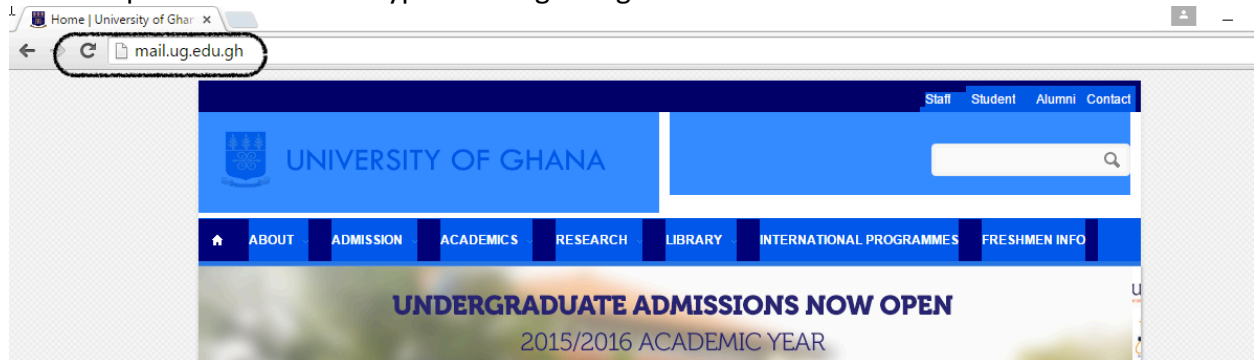 Home | University of Ghar
mail.ug.edu.gh
Staff Student Alumni Contact
UNIVERSITY OF GHANA
ABOUT ADMISSION ACADEMICS RESEARCH LIBRARY INTERNATIONAL PROGRAMMES FRESHMEN INFO
UNDERGRADUATE ADMISSIONS NOW OPEN
2015/2016 ACADEMIC YEAR